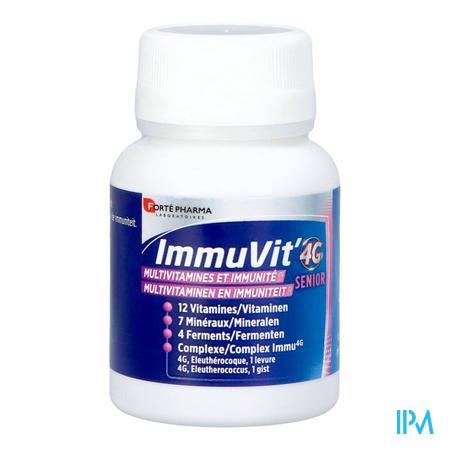 FORTÉ PHARMA
LABORATOIRES
immuniteit.
ImmuVit' 4G
SENIOR
MULTIVITAMINES ET IMMUNITÉ
MULTIVITAMINEN EN IMMUNITEIT
• 12 Vitamines/Vitaminen
• 7 Minéraux/Mineralen
• 4 Ferments/Fermenten
• Complexe/Complex Immu4G
4G, Eleuthérocoque, 1 levure
4G, Eleutherococcus, 1 gist
IPM